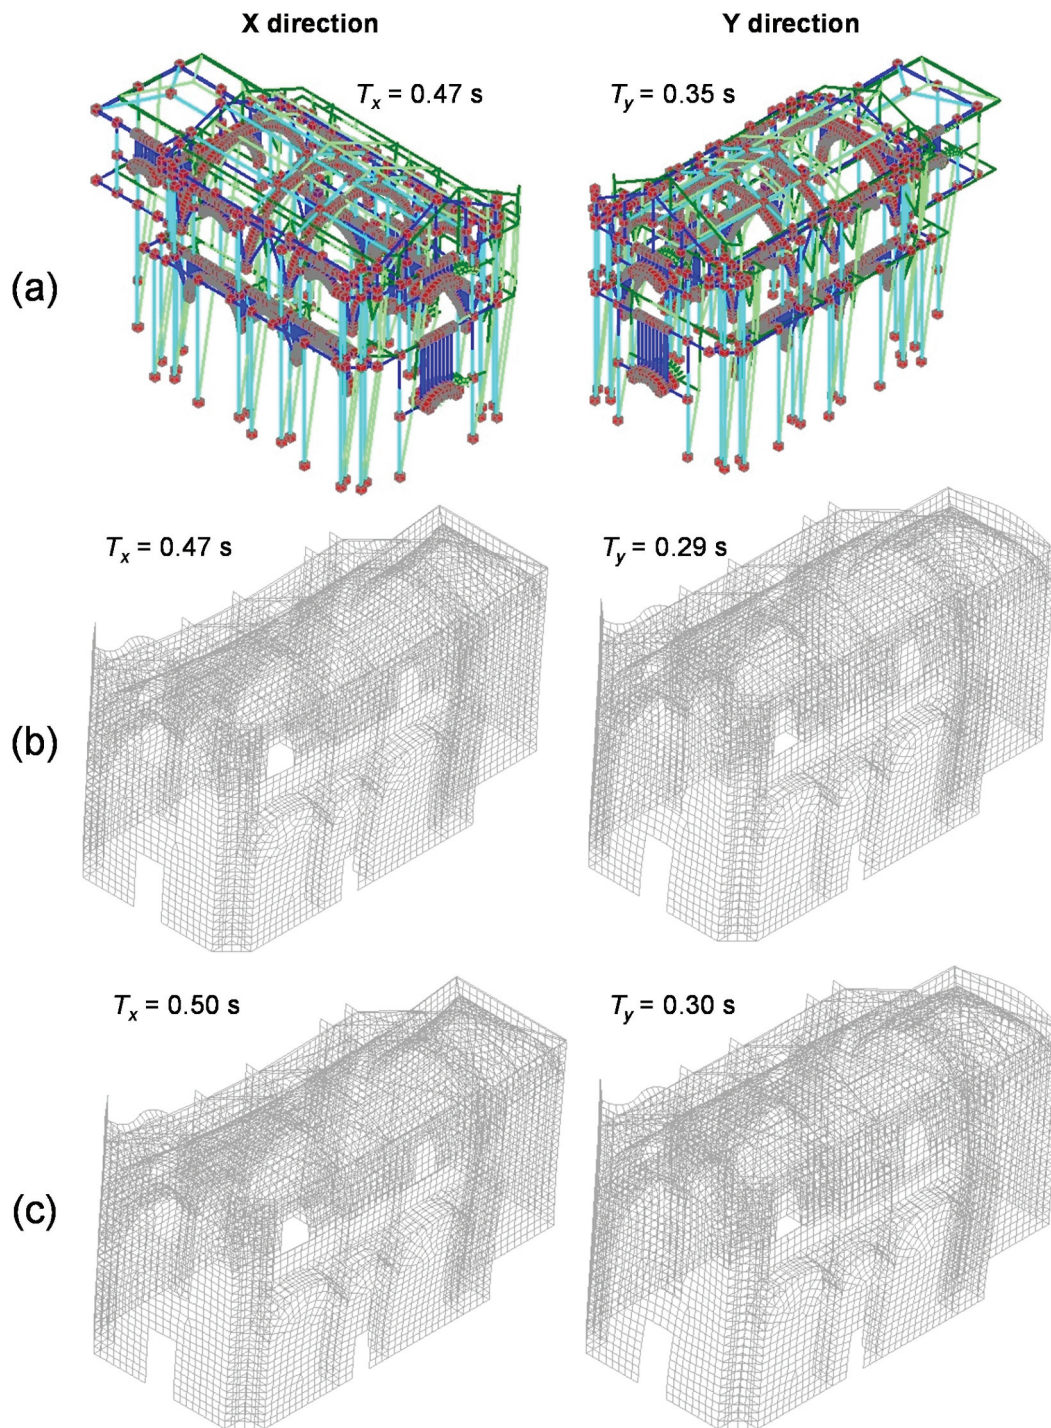 X direction Y direction
Tx = 0.47 s Ty = 0.35 s
(a)
Tx = 0.47 s Ty = 0.29 s
(b)
Tx = 0.50 s Ty = 0.30 s
(c)